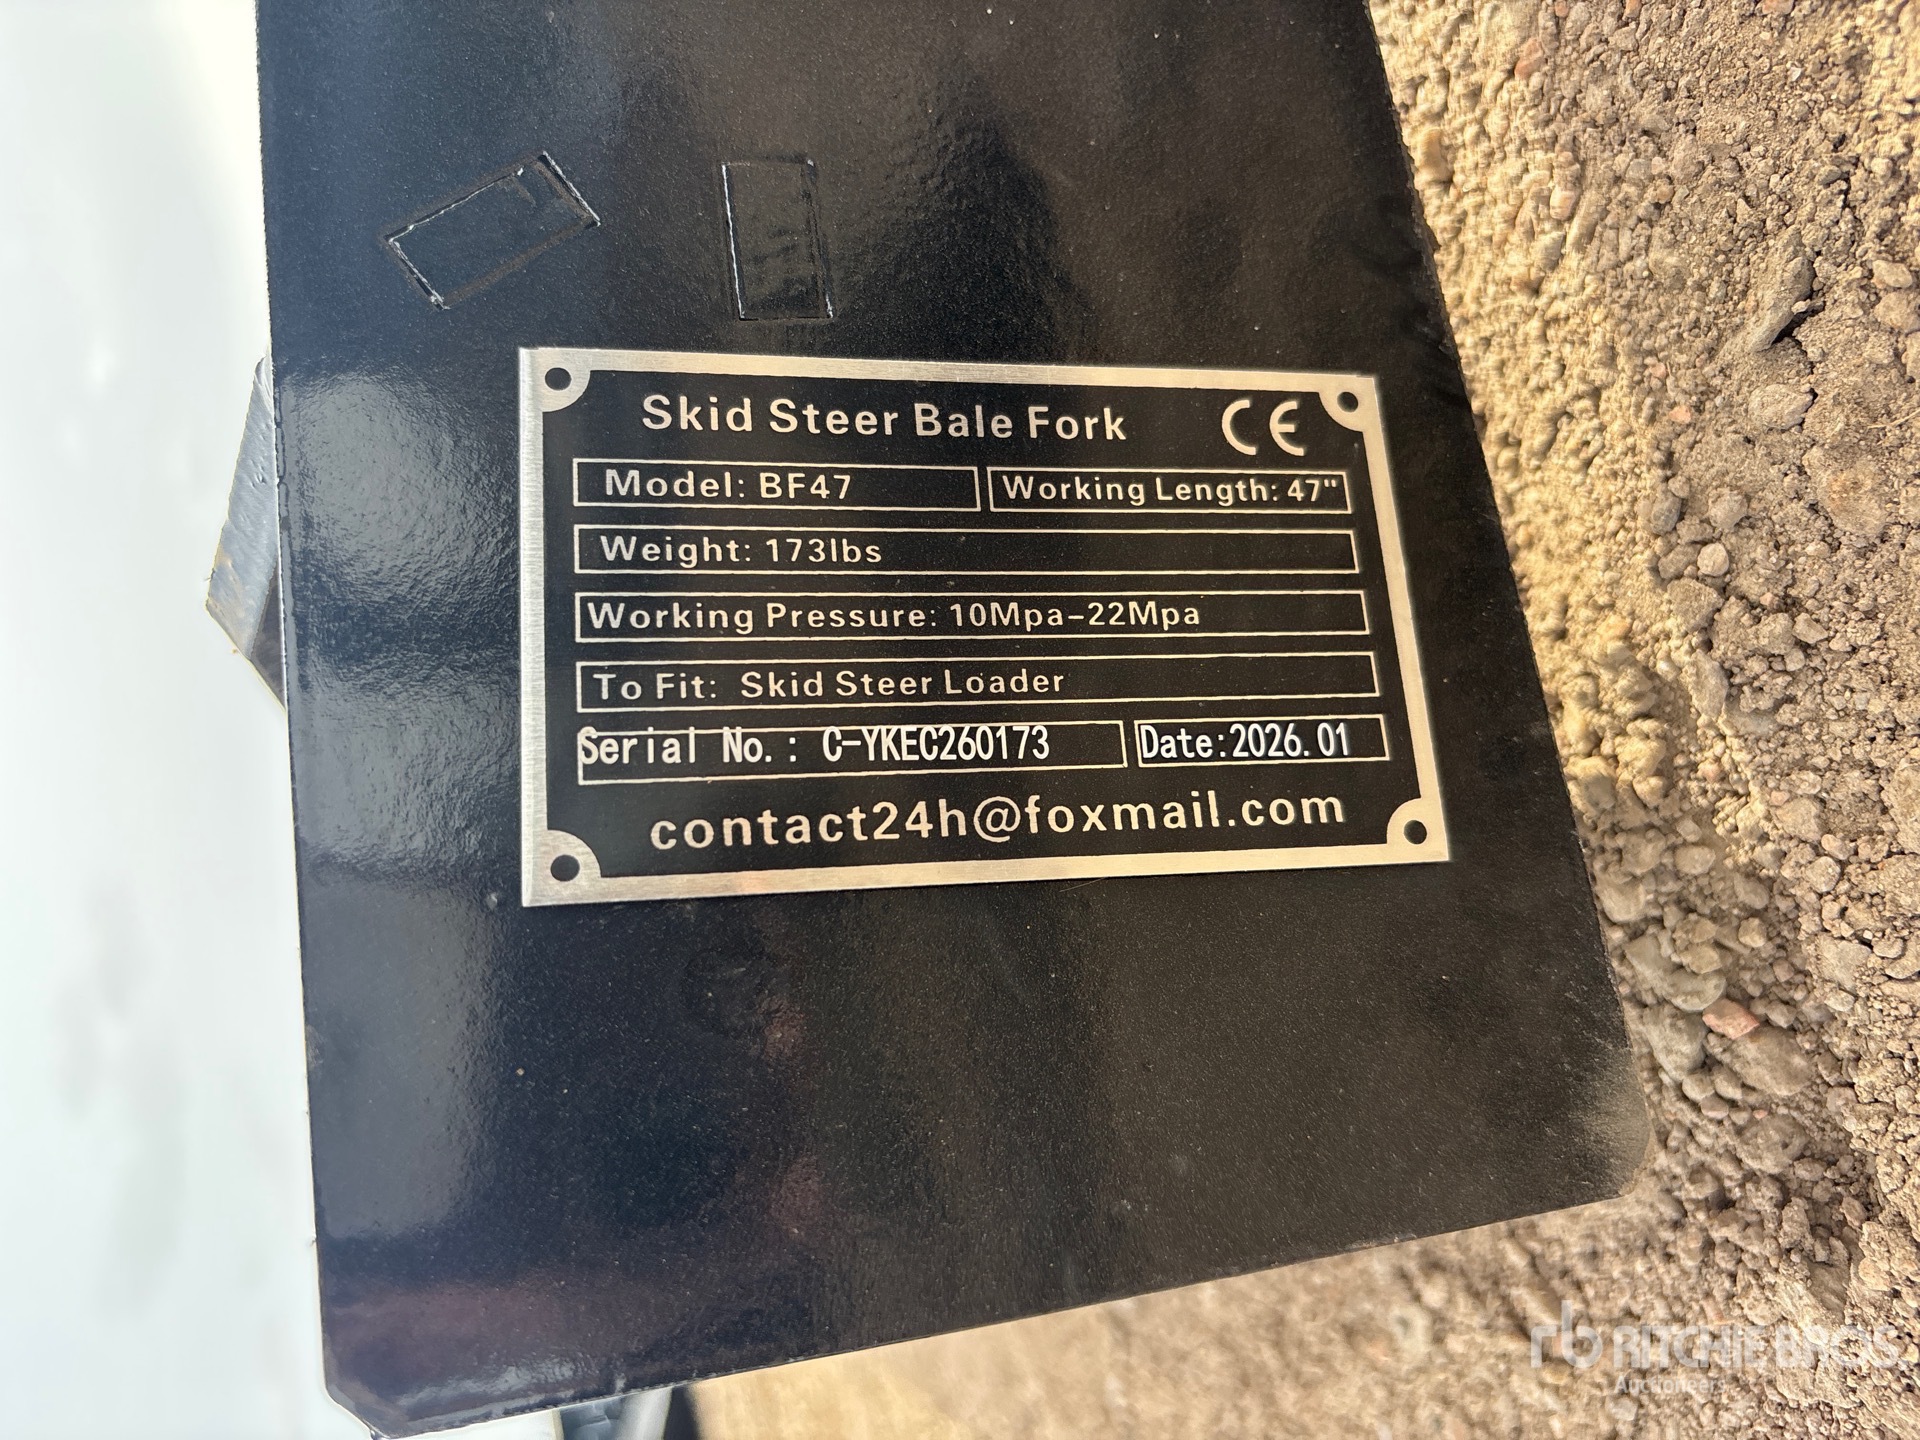 Skid Steer Bale Fork CE
Model: BF47 Working Length: 47"
Weight: 173lbs
Working Pressure: 10Mpa-22Mpa
To Fit: Skid Steer Loader
Serial No.: C-YKEC260173 Date:2026.01
contact24h@foxmail.com
rb RITCHIE BROS.
Auctioneers